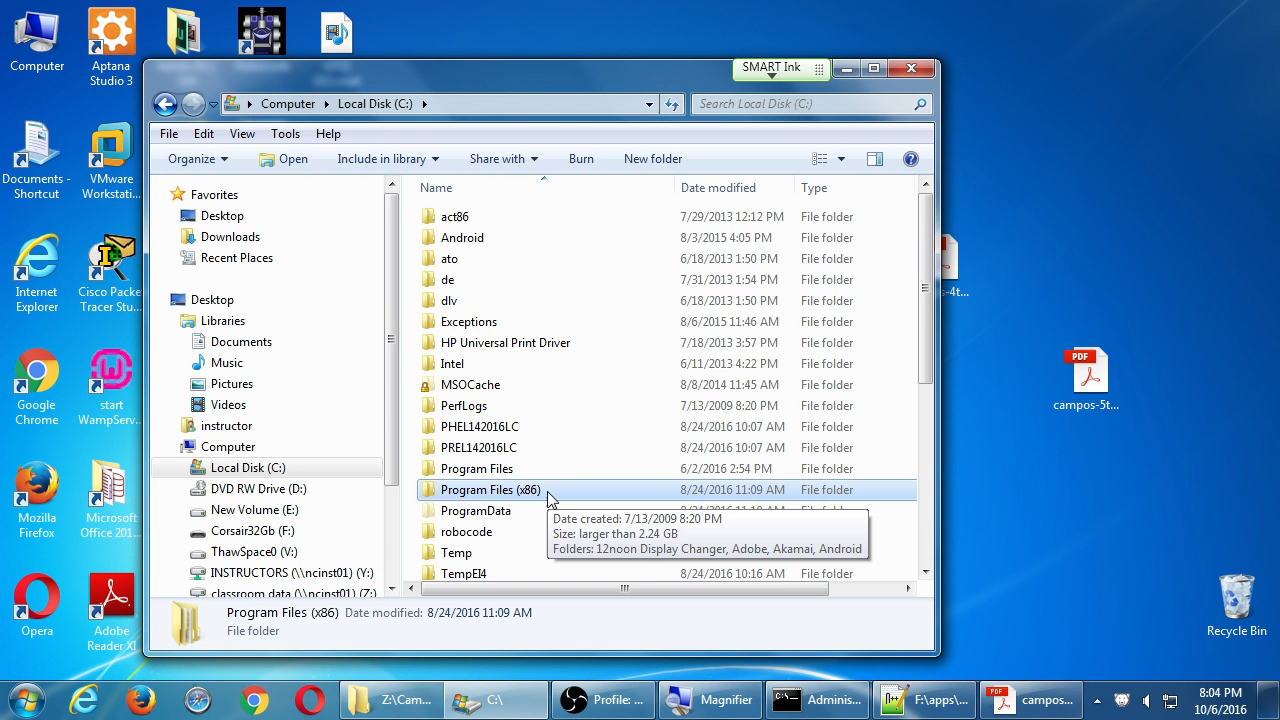 Computer
Aptana
Studio 3
SMART Ink
Computer
Local Disk (C:)
Search Local Disk (C:)
File Edit View Tools Help
Organize Open Include in library Share with Burn New folder
Documents -
Shortcut
VMware
Workstati...
Internet
Explorer
Cisco Packe
Tracer Stu...
Google
Chrome
start
WampServ...
Mozilla
Firefox
Microsoft
Office 201...
Opera
Adobe
Reader XI
Favorites
Desktop
Downloads
Recent Places
Desktop
Libraries
Documents
Music
Pictures
Videos
instructor
Computer
Local Disk (C:)
DVD RW Drive (D:)
New Volume (E:)
Corsair32Gb (F:)
ThawSpace0 (V:)
INSTRUCTORS (\\ncinst01) (Y:)
classroom data (\\ncinst01) (Z:)
Name Date modified Type
act86 7/29/2013 12:12 PM File folder
Android 8/3/2015 4:05 PM File folder
ato 6/18/2013 1:50 PM File folder
de 7/31/2013 1:54 PM File folder
dlv 6/18/2013 1:50 PM File folder
Exceptions 8/6/2015 11:46 AM File folder
HP Universal Print Driver 7/18/2013 3:57 PM File folder
Intel 6/11/2013 4:22 PM File folder
MSOCache 8/8/2014 11:45 AM File folder
PerfLogs 7/13/2009 8:20 PM File folder
PHEL142016LC 8/24/2016 10:07 AM File folder
PREL142016LC 8/24/2016 10:07 AM File folder
Program Files 6/2/2016 2:54 PM File folder
Program Files (x86) 8/24/2016 11:09 AM File folder
ProgramData
robocode
Temp
TempEI4 8/24/2016 10:16 AM File folder
Date created: 7/13/2009 8:20 PM
Size: larger than 2.24 GB
Folders: 12noon Display Changer, Adobe, Akamai, Android
Program Files (x86) Date modified: 8/24/2016 11:09 AM
File folder
s-4t...
PDF
campos-5t...
Recycle Bin
Z:\Cam...
C:\
Profile: ...
Magnifier
Adminis...
F:\apps\...
PDF
campos...
8:04 PM
10/6/2016